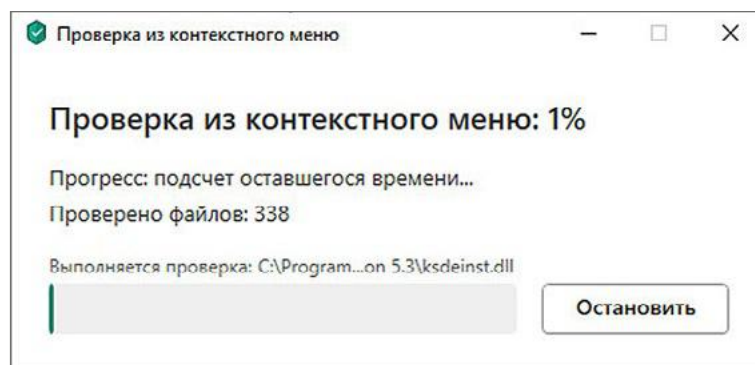 Проверка из контекстного меню
Проверка из контекстного меню: 1%
Прогресс: подсчет оставшегося времени...
Проверено файлов: 338
Выполняется проверка: C:\Program...on 5.3\ksdeinst.dll
Остановить